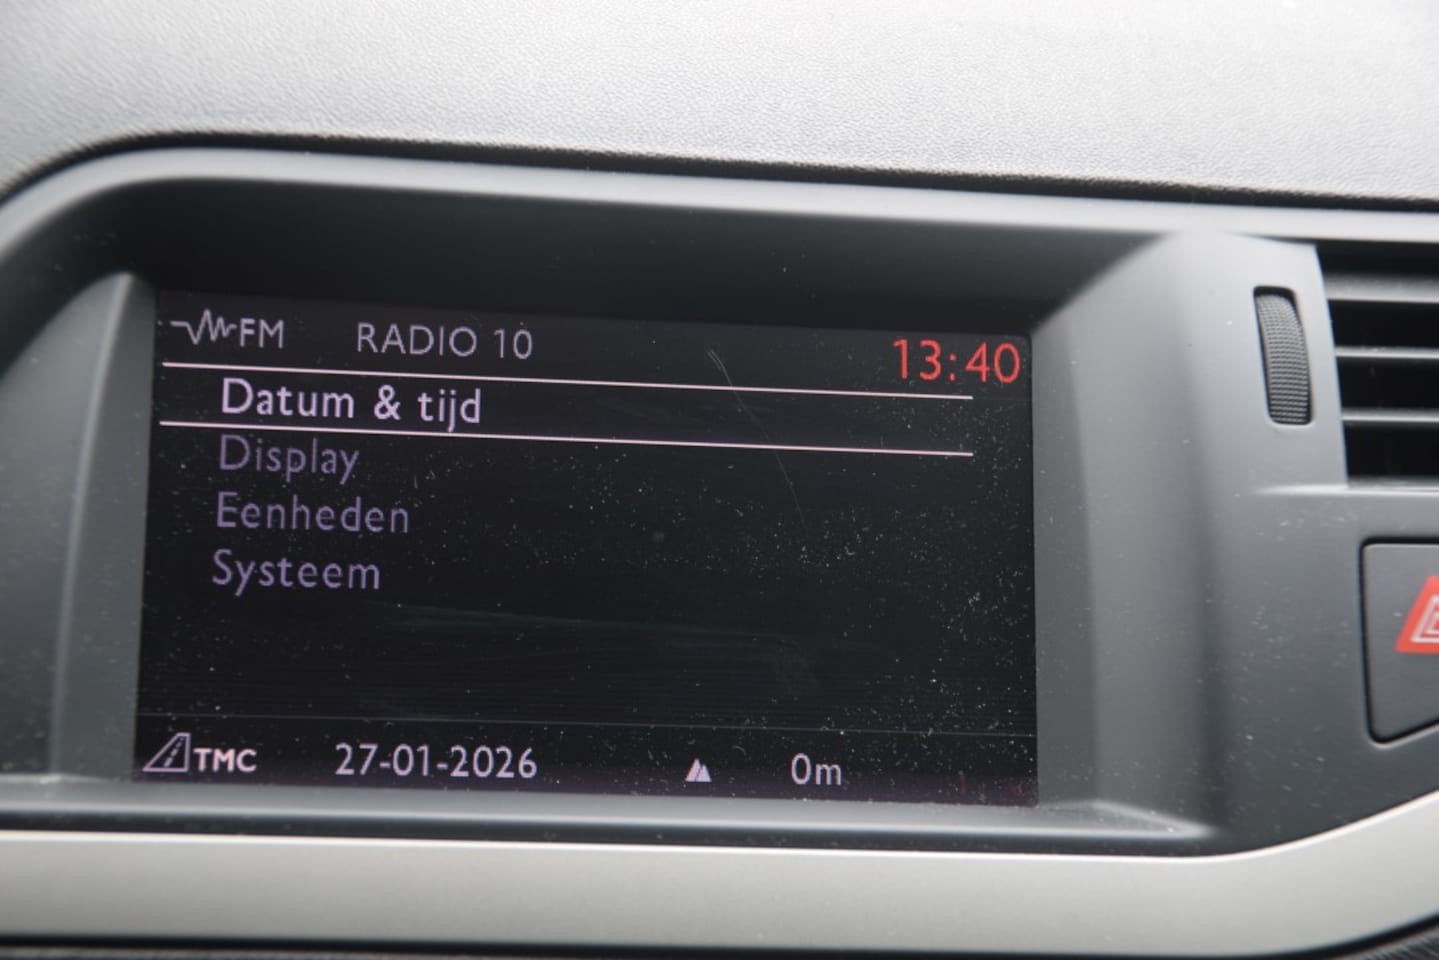 FM RADIO 10 13:40
Datum & tijd
Display
Eenheden
Systeem
TMC 27-01-2026 0m